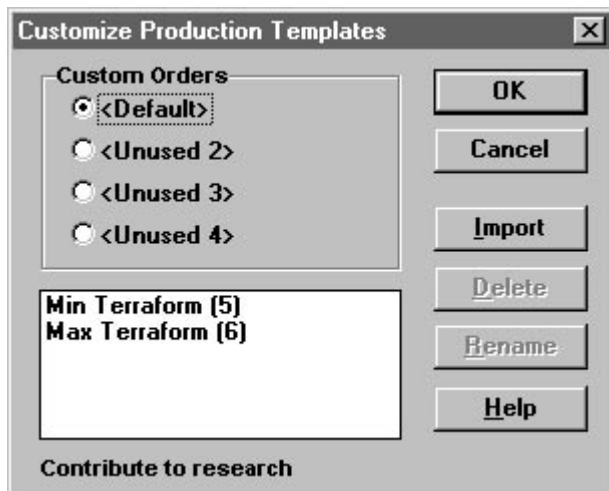 Customize Production Templates
Custom Orders
<Default>
<Unused 2>
<Unused 3>
<Unused 4>
OK
Cancel
Import
Delete
Rename
Help
Min Terraform (5)
Max Terraform (6)
Contribute to research